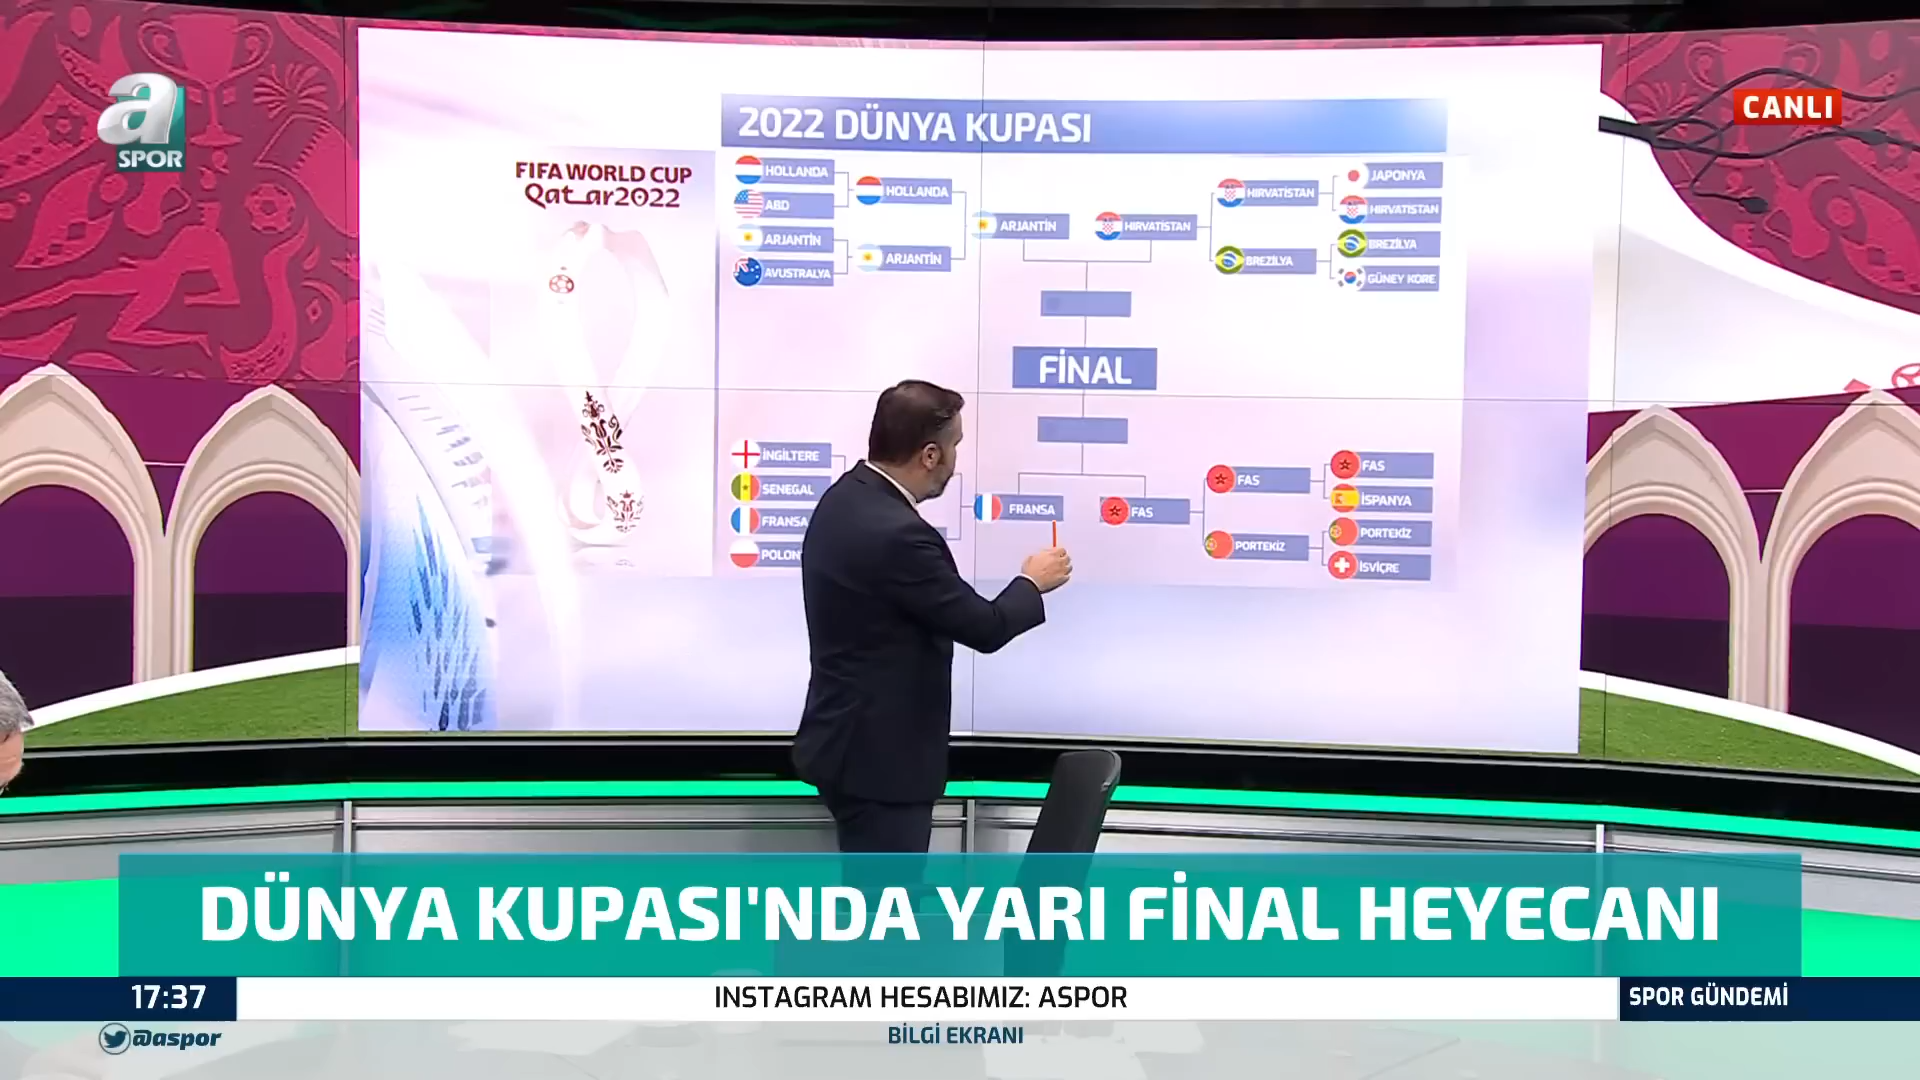 a
SPOR
CANLI
2022 DÜNYA KUPASI
FIFA WORLD CUP
Qatar2022
HOLLANDA
ABD
ARJANTİN
AVUSTRALYA
HOLLANDA
ARJANTİN
ARJANTİN
HIRVATİSTAN
HIRVATİSTAN
BREZİLYA
JAPONYA
HIRVATİSTAN
BREZİLYA
GÜNEY KORE
FİNAL
İNGİLTERE
SENEGAL
FRANSA
POLON
FRANSA
FAS
FAS
PORTEKİZ
FAS
İSPANYA
PORTEKİZ
İSVİÇRE
DÜNYA KUPASI'NDA YARI FİNAL HEYECANI
17:37
INSTAGRAM HESABIMIZ: ASPOR
SPOR GÜNDEMİ
@aspor
BİLGİ EKRANI